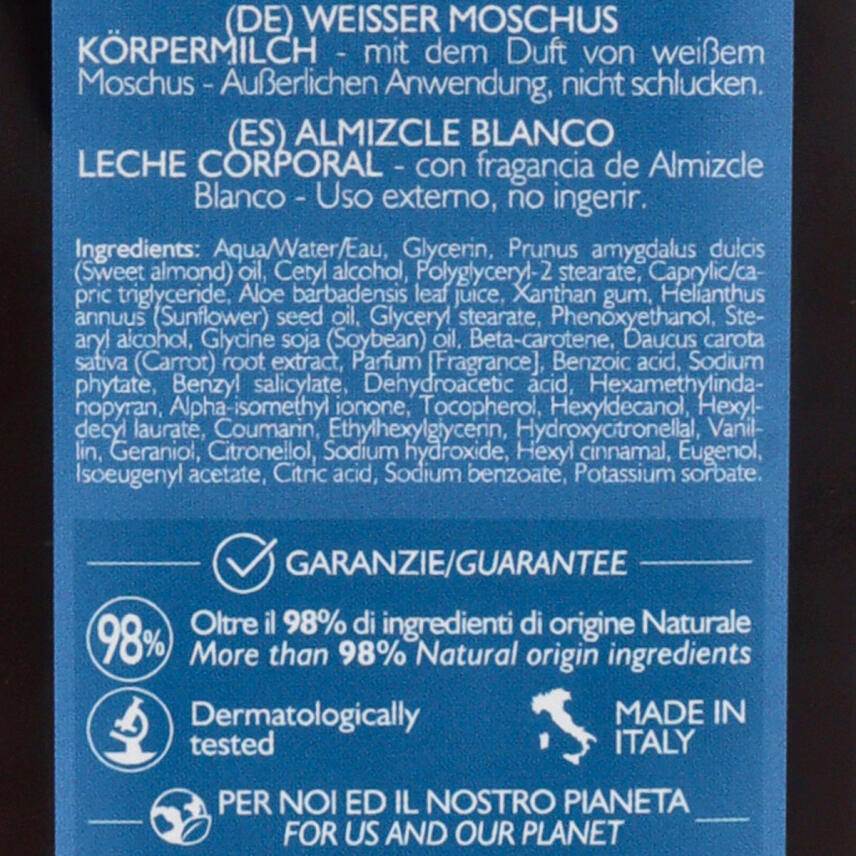 (DE) WEISSER MOSCHUS
KÖRPERMILCH - mit dem Duft von weißem
Moschus - Außerlichen Anwendung, nicht schlucken.
(ES) ALMIZCLE BLANCO
LECHE CORPORAL - con fragancia de Almizcle
Blanco - Uso externo, no ingerir.
Ingredients: Aqua/Water/Eau, Glycerin, Prunus amygdalus dulcis
(Sweet almond) oil, Cetyl alcohol, Polyglyceryl-2 stearate, Caprylic/ca-
pric triglyceride, Aloe barbadensis leaf juice, Xanthan gum, Helianthus
annuus (Sunflower) seed oil, Glyceryl stearate, Phenoxyethanol, Ste-
aryl alcohol, Glycine soja (Soybean) oil, Beta-carotene, Daucus carota
sativa (Carrot) root extract, Parfum [Fragrance], Benzoic acid, Sodium
phytate, Benzyl salicylate, Dehydroacetic acid, Hexamethylinda-
nopyran, Alpha-isomethyl ionone, Tocopherol, Hexyldecanol, Hexyl-
decyl laurate, Coumarin, Ethylhexylglycerin, Hydroxycitronellal, Vanil-
lin, Geraniol, Citronellol, Sodium hydroxide, Hexyl cinnamal, Eugenol,
Isoeugenyl acetate, Citric acid, Sodium benzoate, Potassium sorbate.
GARANZIE/GUARANTEE
98% Oltre il 98% di ingredienti di origine Naturale
More than 98% Natural origin ingredients
Dermatologically
tested
MADE IN
ITALY
PER NOI ED IL NOSTRO PIANETA
FOR US AND OUR PLANET